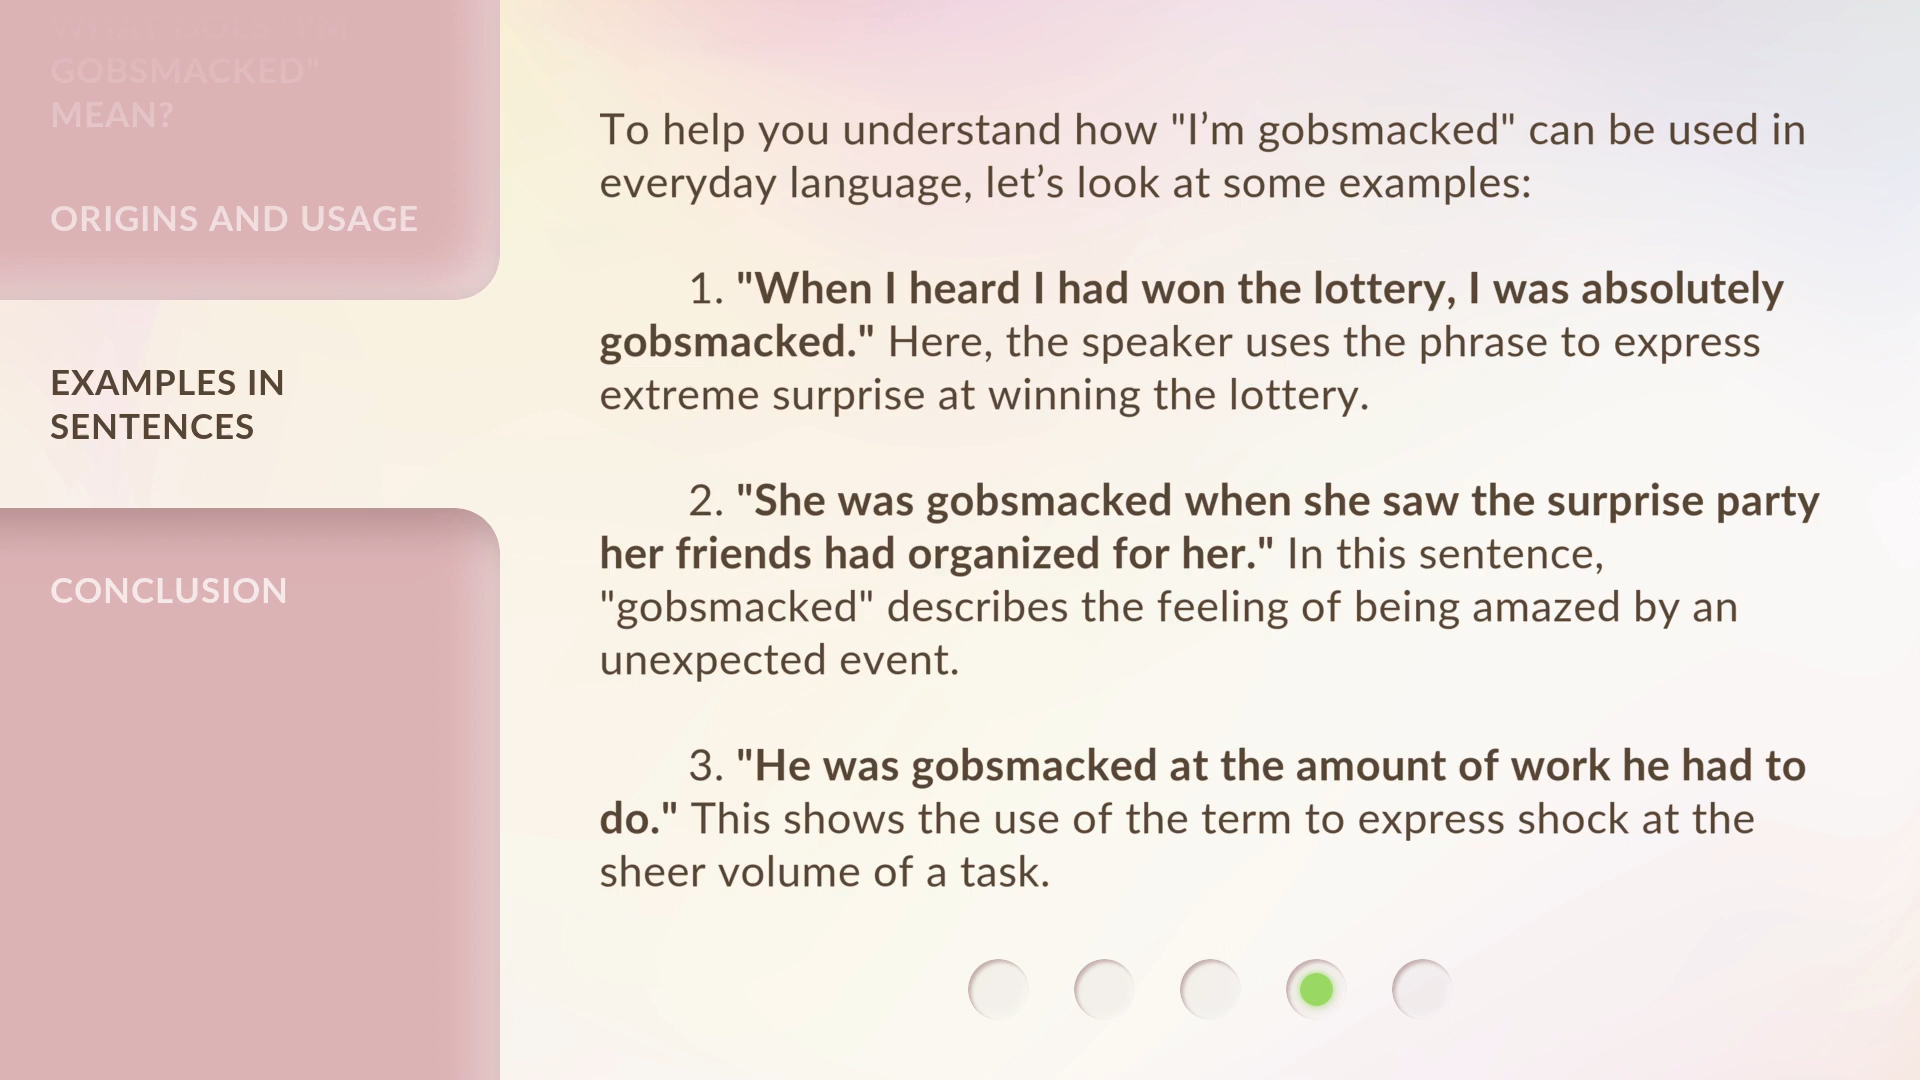 WHAT DOES "I'M
GOBSMACKED"
MEAN?
ORIGINS AND USAGE
EXAMPLES IN
SENTENCES
CONCLUSION
To help you understand how "I’m gobsmacked" can be used in
everyday language, let’s look at some examples:
1. "When I heard I had won the lottery, I was absolutely
gobsmacked." Here, the speaker uses the phrase to express
extreme surprise at winning the lottery.
2. "She was gobsmacked when she saw the surprise party
her friends had organized for her." In this sentence,
"gobsmacked" describes the feeling of being amazed by an
unexpected event.
3. "He was gobsmacked at the amount of work he had to
do." This shows the use of the term to express shock at the
sheer volume of a task.